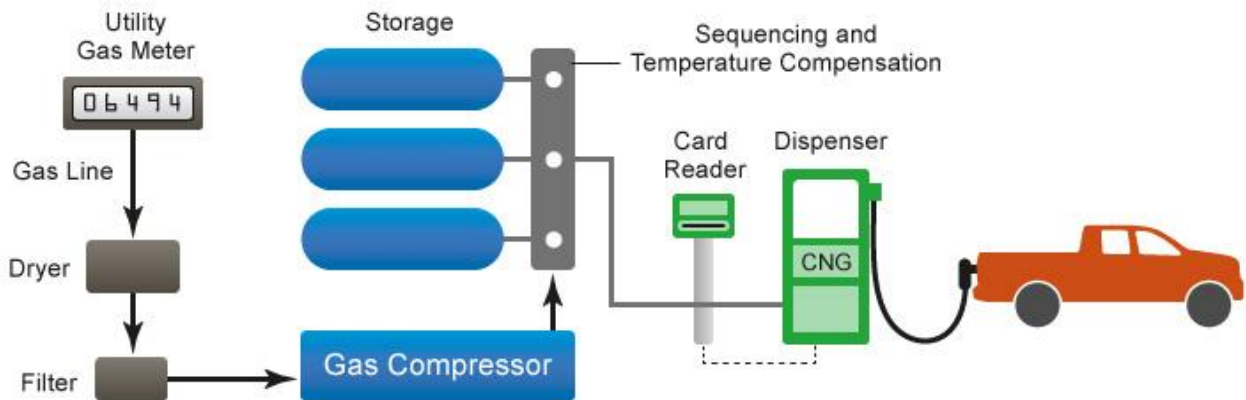 Utility
Gas Meter
06494
Gas Line
Dryer
Filter
Storage
Gas Compressor
Sequencing and
Temperature Compensation
Card
Reader
Dispenser
CNG